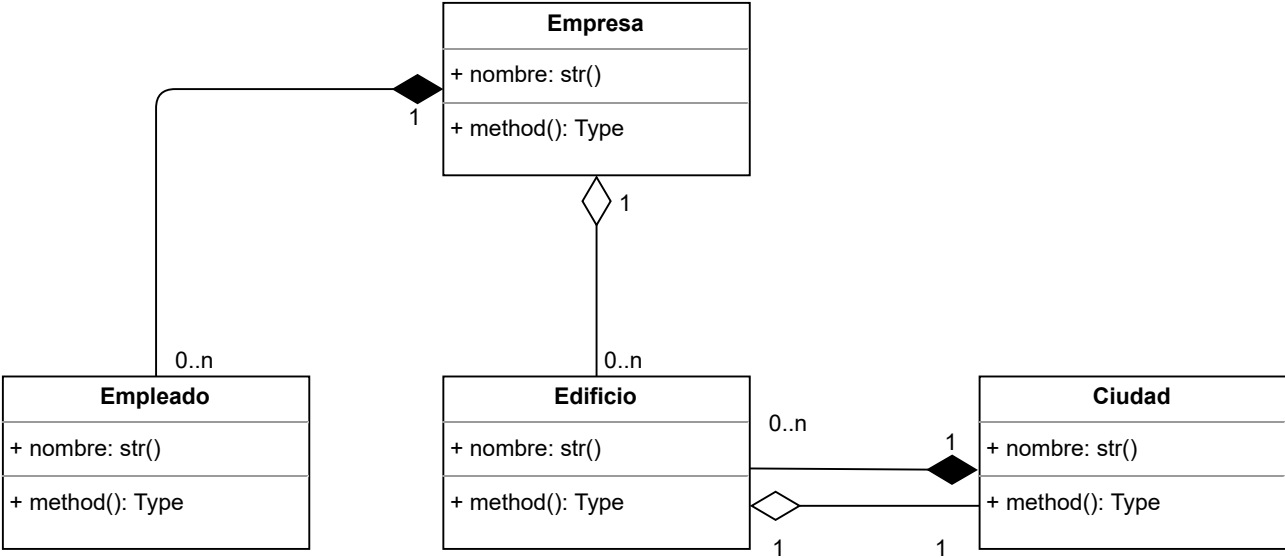 Empresa
+ nombre: str()
1
+ method(): Type
1
0..n
0..n
Empleado
+ nombre: str()
+ method(): Type
Edificio
+ nombre: str()
+ method(): Type
0..n
1
1
1
Ciudad
+ nombre: str()
+ method(): Type